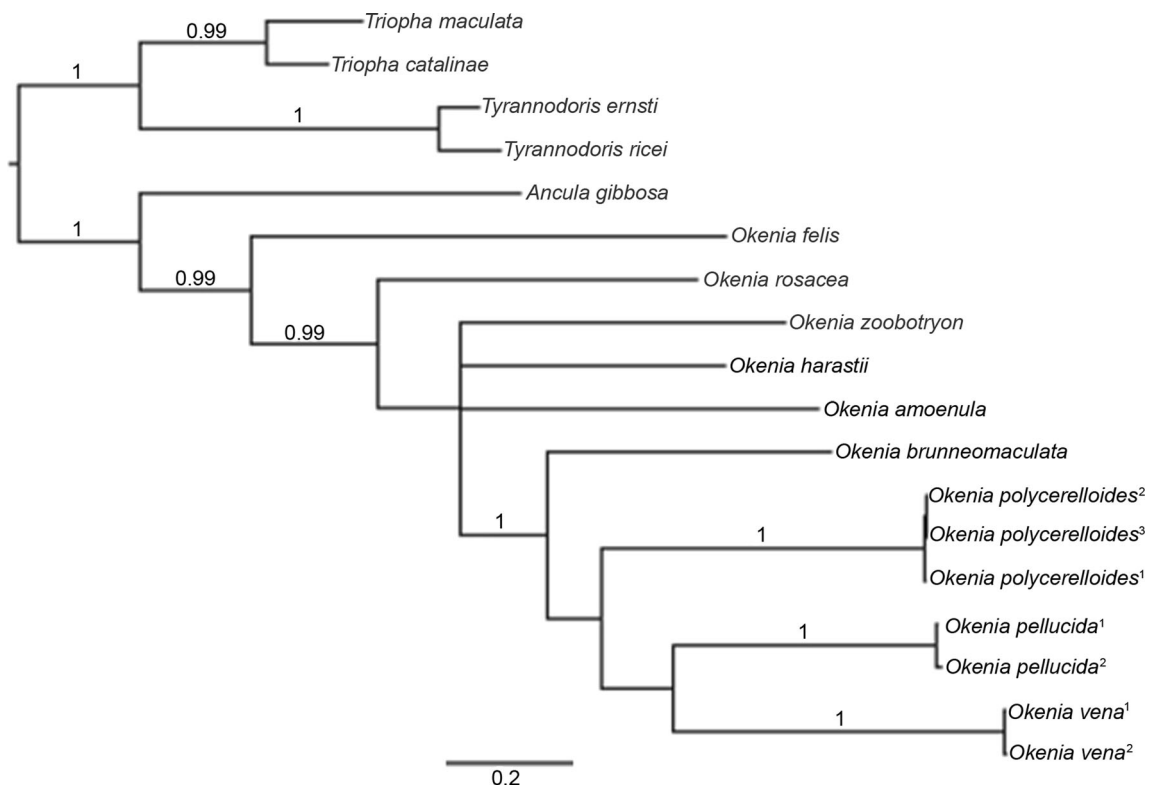 Triopha maculata
0.99
Triopha catalinae
1
Tyrannodoris ernsti
1
Tyrannodoris ricei
Ancula gibbosa
1
Okenia felis
0.99
Okenia rosacea
Okenia zoobotryon
0.99
Okenia harastii
Okenia amoenula
Okenia brunneomaculata
Okenia polycerelloides²
1
Okenia polycerelloides³
1
Okenia polycerelloides¹
Okenia pellucida¹
1
Okenia pellucida²
Okenia vena¹
1
Okenia vena²
0.2